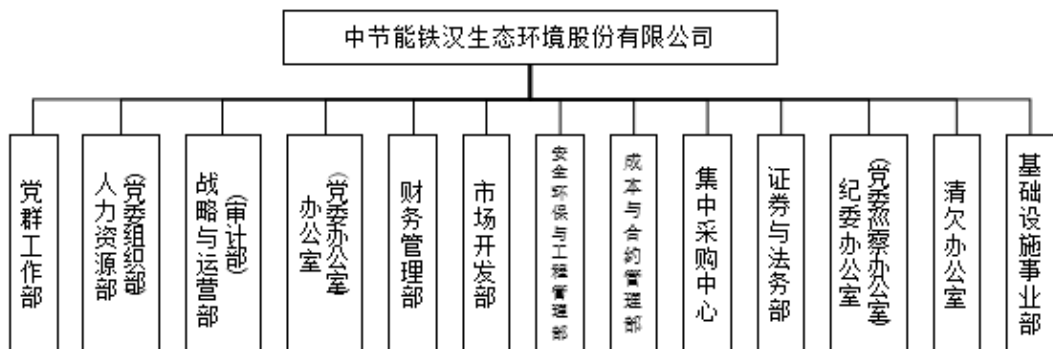 中节能铁汉生态环境股份有限公司
党群工作部
人力资源部
(党委组织部)
战略与运营部
(审计部)
办公室
(党委办公室)
财务管理部
市场开发部
安全环保与工程管理部
成本与合约管理部
集中采购中心
证券与法务部
纪委办公室
(党委巡察办公室)
清欠办公室
基础设施事业部